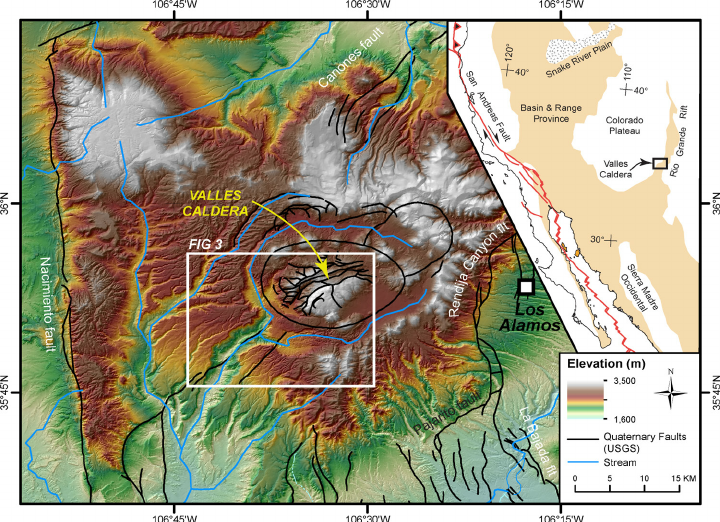 106°45'W
106°30'W
106°15'W
36°N
35°45'N
Cañones fault
VALLES
CALDERA
FIG 3
Nacimiento fault
Rendija Canyon flt
Los
Alamos
Pajarito fault
La Bajada flt
120°
40°
Snake River Plain
110°
40°
San Andreas Fault
Basin & Range
Province
Colorado
Plateau
Rio Grande Rift
Valles
Caldera
30°
Sierra Madre
Occidental
Elevation (m)
3,500
1,600
N
Quaternary Faults
(USGS)
Stream
0 5 10 15 KM
36°N
35°45'N
106°45'W
106°30'W
106°15'W